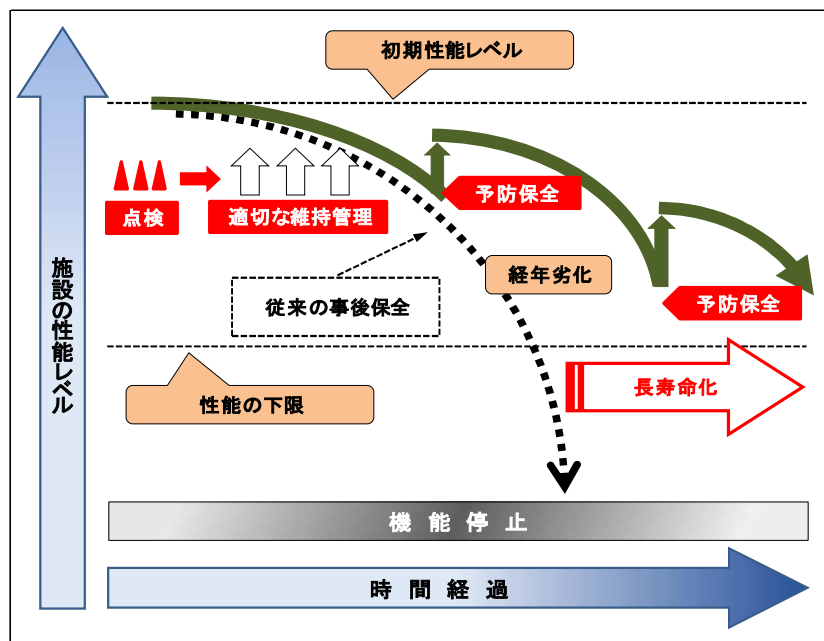 初期性能レベル
点検
適切な維持管理
予防保全
経年劣化
従来の事後保全
予防保全
施設の性能レベル
性能の下限
長寿命化
機能停止
時間経過